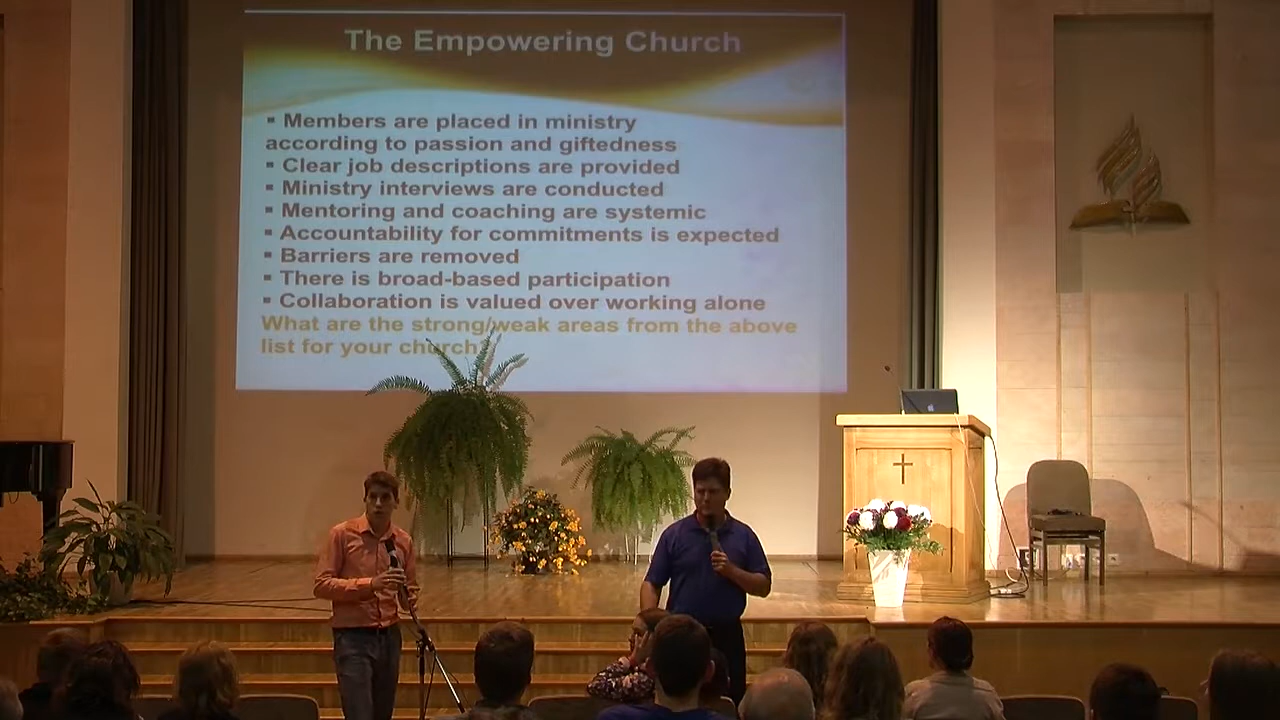 The Empowering Church
▪ Members are placed in ministry
according to passion and giftedness
▪ Clear job descriptions are provided
▪ Ministry interviews are conducted
▪ Mentoring and coaching are systemic
▪ Accountability for commitments is expected
▪ Barriers are removed
▪ There is broad-based participation
▪ Collaboration is valued over working alone
What are the strong/weak areas from the above
list for your church?